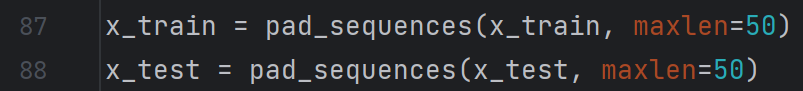 87 x_train = pad_sequences(x_train, maxlen=50)
88 x_test = pad_sequences(x_test, maxlen=50)